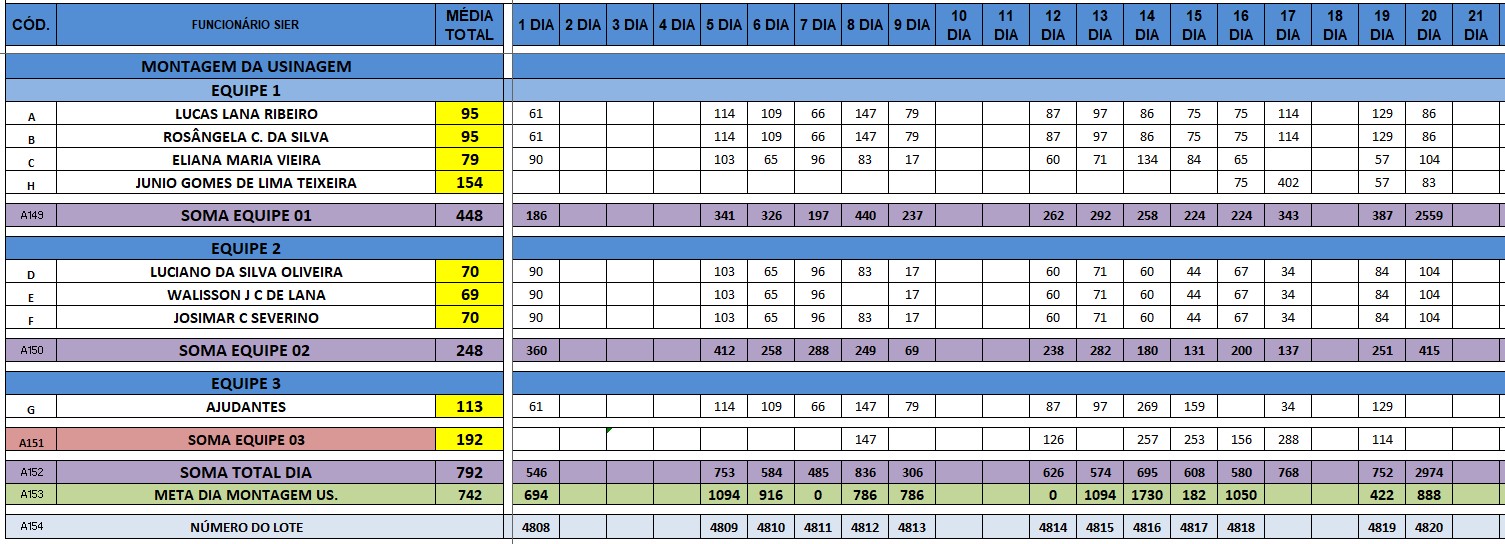 CÓD. FUNCIONÁRIO SIER MÉDIA TOTAL 1 DIA 2 DIA 3 DIA 4 DIA 5 DIA 6 DIA 7 DIA 8 DIA 9 DIA 10 DIA 11 DIA 12 DIA 13 DIA 14 DIA 15 DIA 16 DIA 17 DIA 18 DIA 19 DIA 20 DIA 21 DIA
MONTAGEM DA USINAGEM
EQUIPE 1
A LUCAS LANA RIBEIRO 95 61 114 109 66 147 79 87 97 86 75 75 114 129 86
B ROSÂNGELA C. DA SILVA 95 61 114 109 66 147 79 87 97 86 75 75 114 129 86
C ELIANA MARIA VIEIRA 79 90 103 65 96 83 17 60 71 134 84 65 57 104
H JUNIO GOMES DE LIMA TEIXEIRA 154 75 402 57 83
A149 SOMA EQUIPE 01 448 186 341 326 197 440 237 262 292 258 224 224 343 387 2559
EQUIPE 2
D LUCIANO DA SILVA OLIVEIRA 70 90 103 65 96 83 17 60 71 60 44 67 34 84 104
E WALISSON J C DE LANA 69 90 103 65 96 17 60 71 60 44 67 34 84 104
F JOSIMAR C SEVERINO 70 90 103 65 96 83 17 60 71 60 44 67 34 84 104
A150 SOMA EQUIPE 02 248 360 412 258 288 249 69 238 282 180 131 200 137 251 415
EQUIPE 3
G AJUDANTES 113 61 114 109 66 147 79 87 97 269 159 34 129
A151 SOMA EQUIPE 03 192 147 126 257 253 156 288 114
A152 SOMA TOTAL DIA 792 546 753 584 485 836 306 626 574 695 608 580 768 752 2974
A153 META DIA MONTAGEM US. 742 694 1094 916 0 786 786 0 1094 1730 182 1050 422 888
A154 NÚMERO DO LOTE 4808 4809 4810 4811 4812 4813 4814 4815 4816 4817 4818 4819 4820